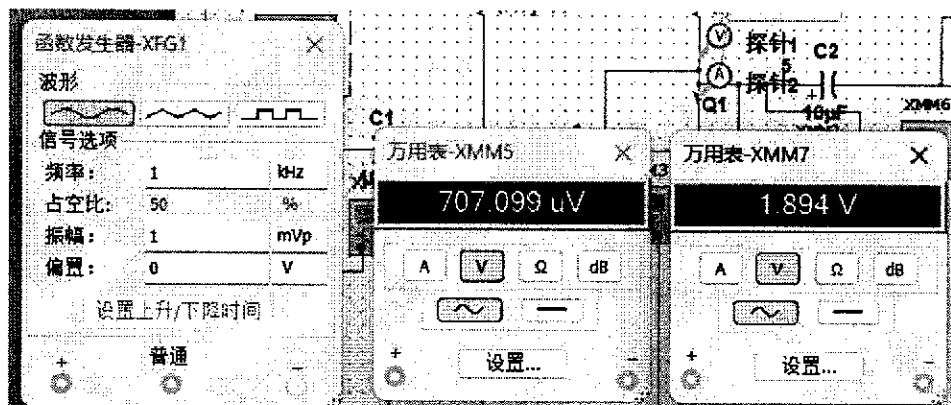 函数发生器-XFG1
波形
信号选项
频率: 1 kHz
占空比: 50 %
振幅: 1 mVp
偏置: 0 V
设置上升/下降时间
+ 普通 -
C1
万用表-XMM5
707.099 uV
A V Ω dB
+ 设置... -
V 探针1
5 C2
A 探针2
Q1 + 10μF
XMM6
万用表-XMM7
1.894 V
A V Ω dB
+ 设置... -